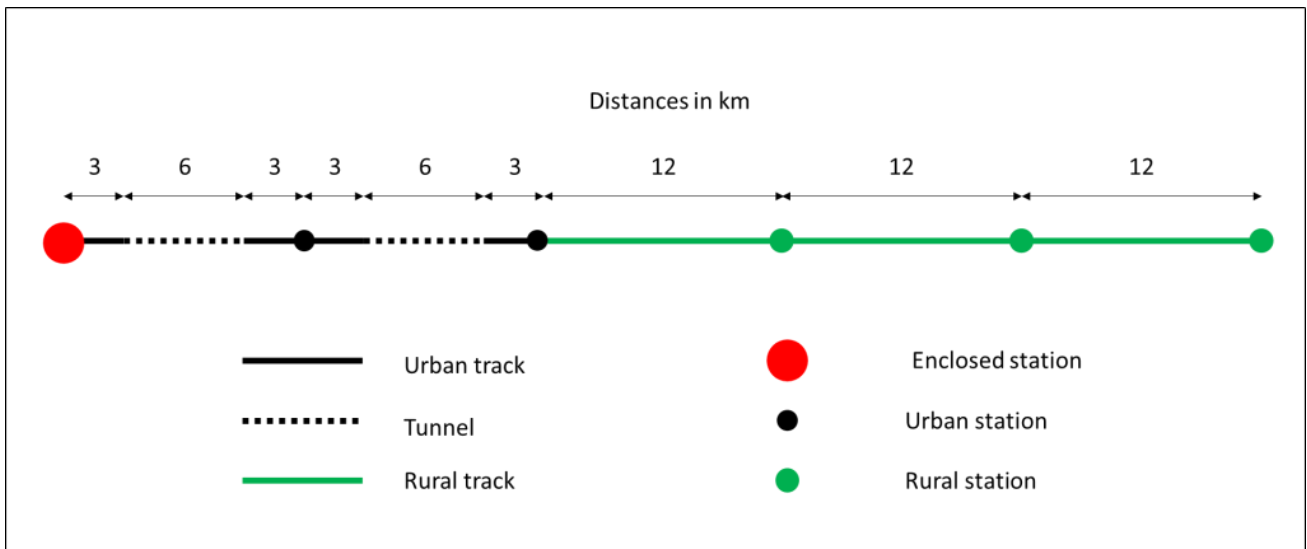 Distances in km
3 6 3 3 6 3 12 12 12
Urban track Enclosed station
Tunnel Urban station
Rural track Rural station